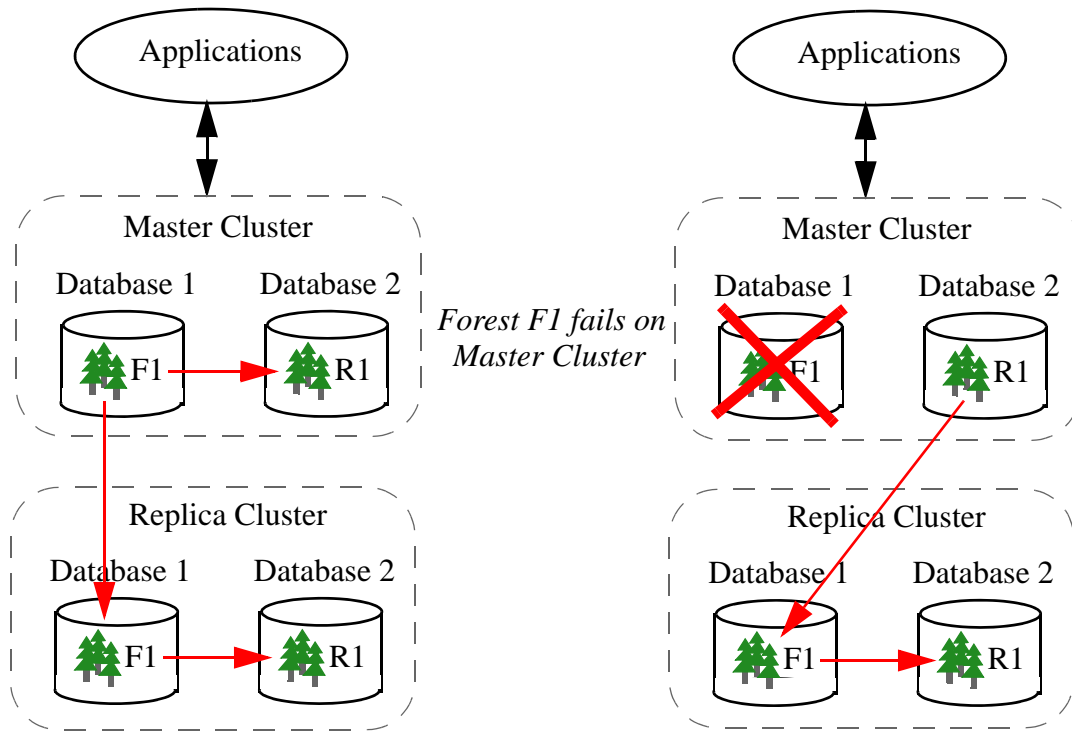 Applications
Master Cluster
Database 1 Database 2
F1 R1
Replica Cluster
Database 1 Database 2
F1 R1
Forest F1 fails on
Master Cluster
Applications
Master Cluster
Database 1 Database 2
F1 R1
Replica Cluster
Database 1 Database 2
F1 R1